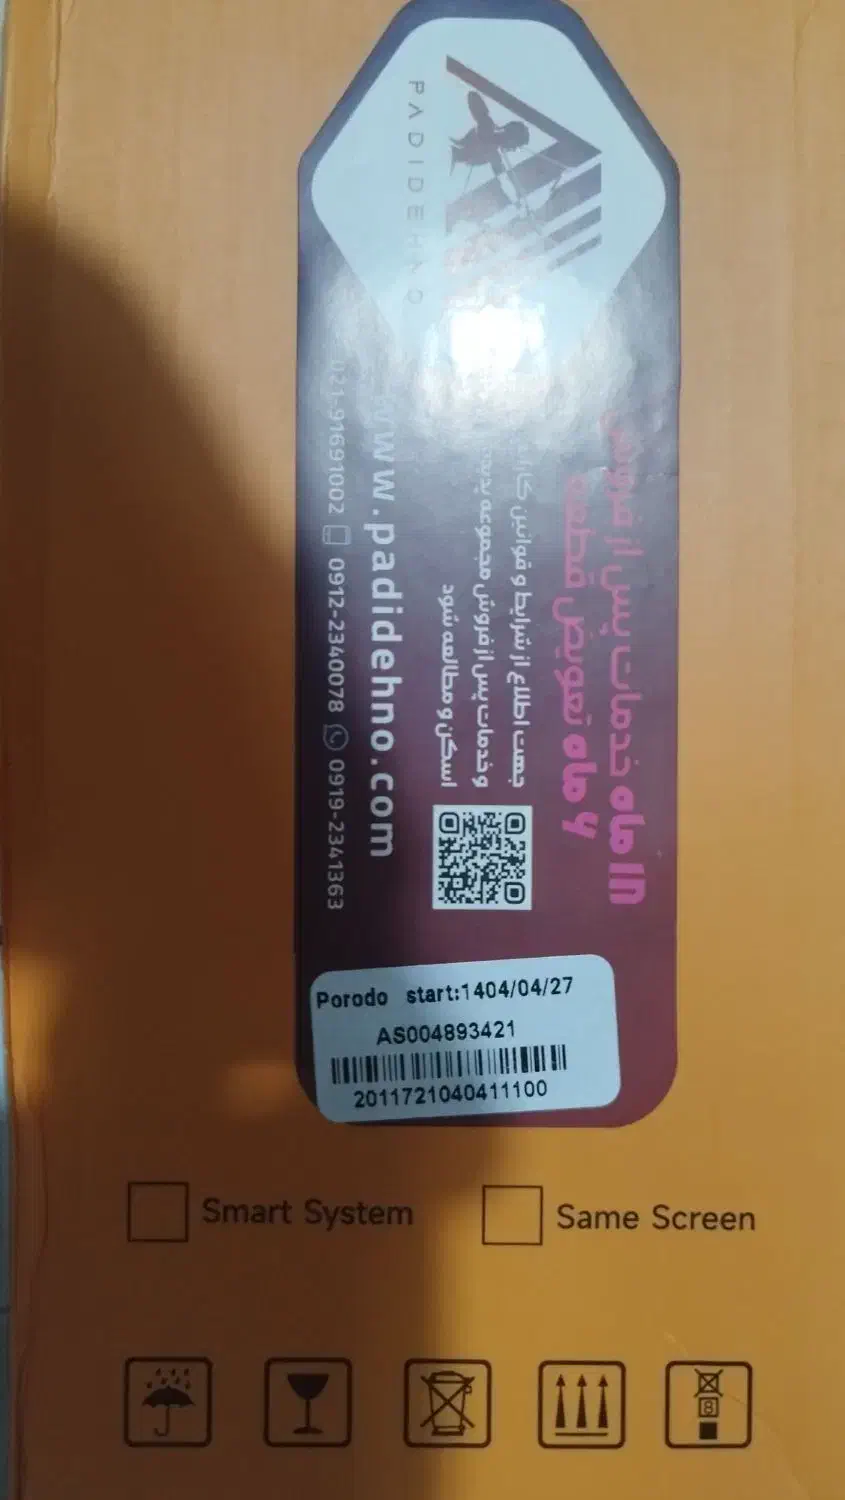 PADIDEHNO
۱۸ ماه خدمات پس از فروش
۶ ماه تعویض قطعه
جهت اطلاع از شرایط و قوانین
و خدمات پس از فروش مجموعه
اسکن و مطالعه شود
www.padidehno.com
021-91691002 0912-2340078 0919-2341363
Porodo start:1404/04/27
AS004893421
2011721040411100
Smart System
Same Screen
8